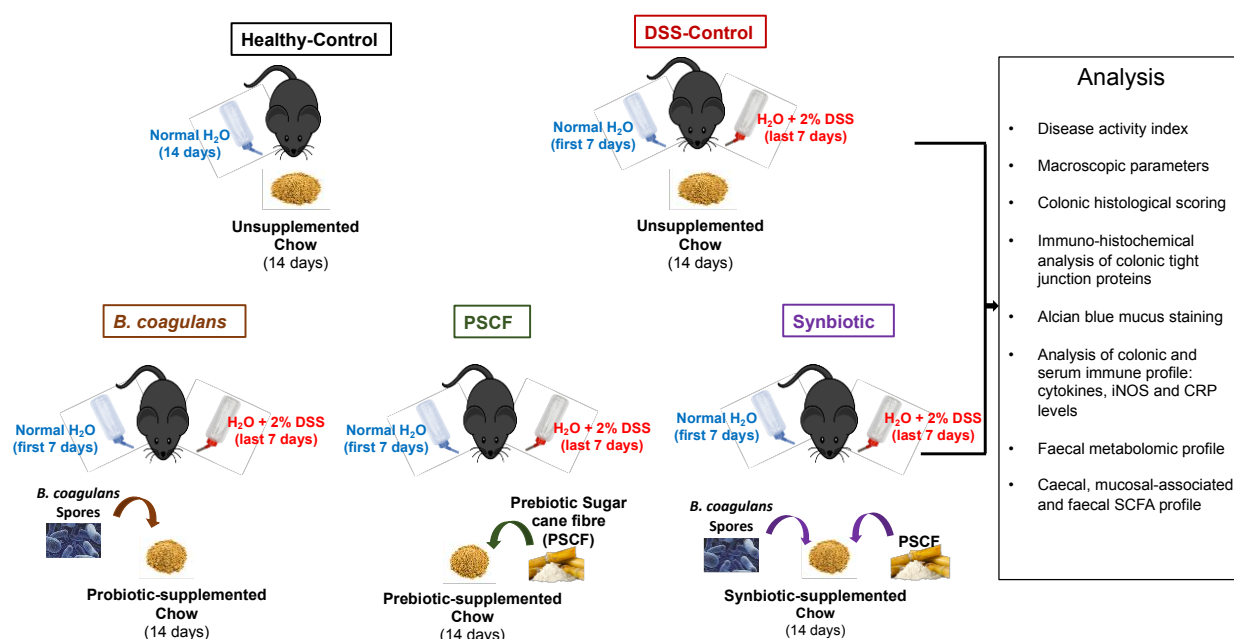 Healthy-Control
Normal H₂O
(14 days)
Unsupplemented
Chow
(14 days)
DSS-Control
Normal H₂O
(first 7 days)
H₂O + 2% DSS
(last 7 days)
Unsupplemented
Chow
(14 days)
B. coagulans
Normal H₂O
(first 7 days)
H₂O + 2% DSS
(last 7 days)
B. coagulans
Spores
Probiotic-supplemented
Chow
(14 days)
PSCF
Normal H₂O
(first 7 days)
H₂O + 2% DSS
(last 7 days)
Prebiotic Sugar
cane fibre
(PSCF)
Prebiotic-supplemented
Chow
(14 days)
Synbiotic
Normal H₂O
(first 7 days)
H₂O + 2% DSS
(last 7 days)
B. coagulans
Spores
PSCF
Synbiotic-supplemented
Chow
(14 days)
Analysis
• Disease activity index
• Macroscopic parameters
• Colonic histological scoring
• Immuno-histochemical
analysis of colonic tight
junction proteins
• Alcian blue mucus staining
• Analysis of colonic and
serum immune profile:
cytokines, iNOS and CRP
levels
• Faecal metabolomic profile
• Caecal, mucosal-associated
and faecal SCFA profile